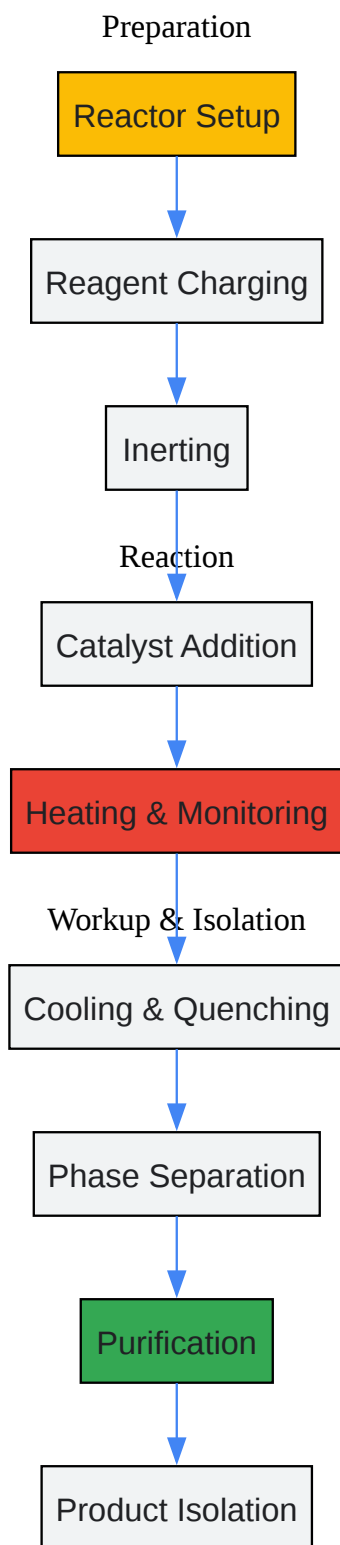 Preparation
Reactor Setup
Reagent Charging
Inerting
Reaction
Catalyst Addition
Heating & Monitoring
Workup & Isolation
Cooling & Quenching
Phase Separation
Purification
Product Isolation